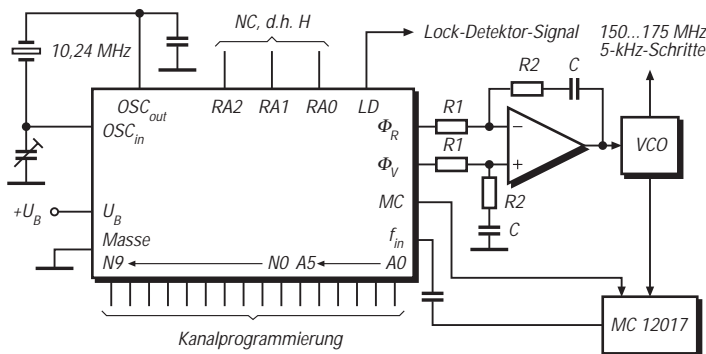 NC, d.h. H
10,24 MHz
Lock-Detektor-Signal
150...175 MHz
5-kHz-Schritte
R2
C
OSCout
RA2
RA1
RA0
LD
OSCin
ΦR
R1
–
+
VCO
ΦV
R1
R2
C
MC
+UB
UB
Masse
fin
N9
N0
A5
A0
Kanalprogrammierung
MC 12017